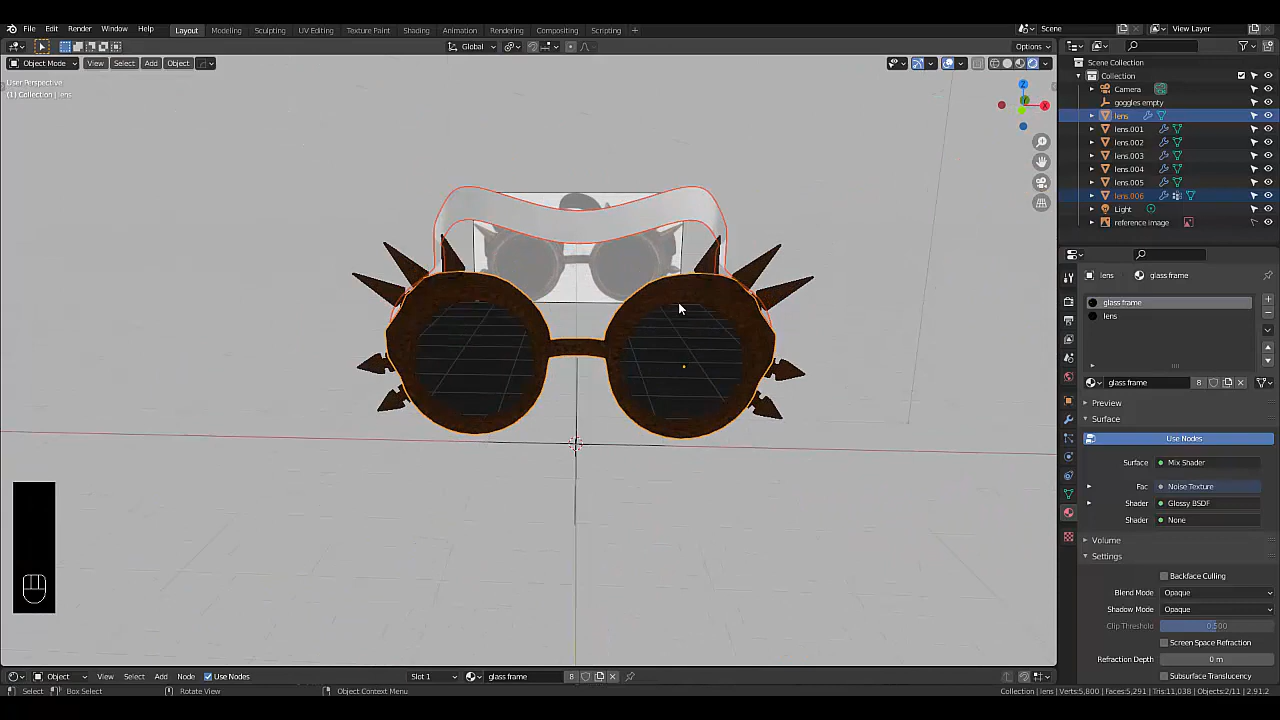 File Edit Render Window Help Layout Modeling Sculpting UV Editing Texture Paint Shading Animation Rendering Compositing Scripting Scene View Layer
Global Options
Object Mode View Select Add Object
User Perspective
(1) Collection | lens
Z
X
Scene Collection
Collection
Camera
goggles empty
lens
lens.001
lens.002
lens.003
lens.004
lens.005
lens.006
Light
reference image
lens glass frame
glass frame
lens
glass frame 8
Preview
Surface
Use Nodes
Surface Mix Shader
Fac Noise Texture
Shader Glossy BSDF
Shader None
Volume
Settings
Backface Culling
Blend Mode Opaque
Shadow Mode Opaque
Clip Threshold 0.500
Screen Space Refraction
Refraction Depth 0 m
Subsurface Translucency
Object View Select Add Node Use Nodes Slot 1 glass frame 8
Select Box Select Rotate View Object Context Menu Collection | lens | Verts:5,800 | Faces:5,291 | Tris:11,038 | Objects:2/11 | 2.91.2